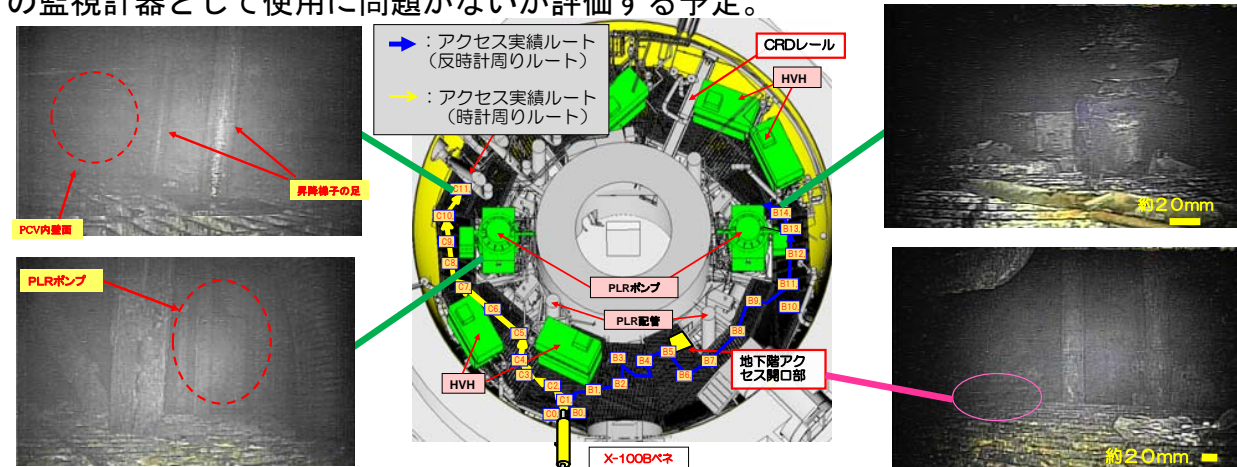 の監視計器として使用に問題がないか評価する予定。
：アクセス実績ルート
（反時計周りルート）
：アクセス実績ルート
（時計周りルート）
CRDレール
HVH
昇降梯子の足
PCV内壁面
約20mm
C11.
C10.
C9.
C8.
C7.
C6.
C5.
C4.
C3.
C2.
C1.
C0.
B0.
B1.
B2.
B3.
B4.
B5
B6.
B7.
B8.
B9.
B10.
B11.
B12.
B13.
B14.
PLRポンプ
PLRポンプ
PLR配管
HVH
地下階アク
セス開口部
X-100Bペネ
約20mm